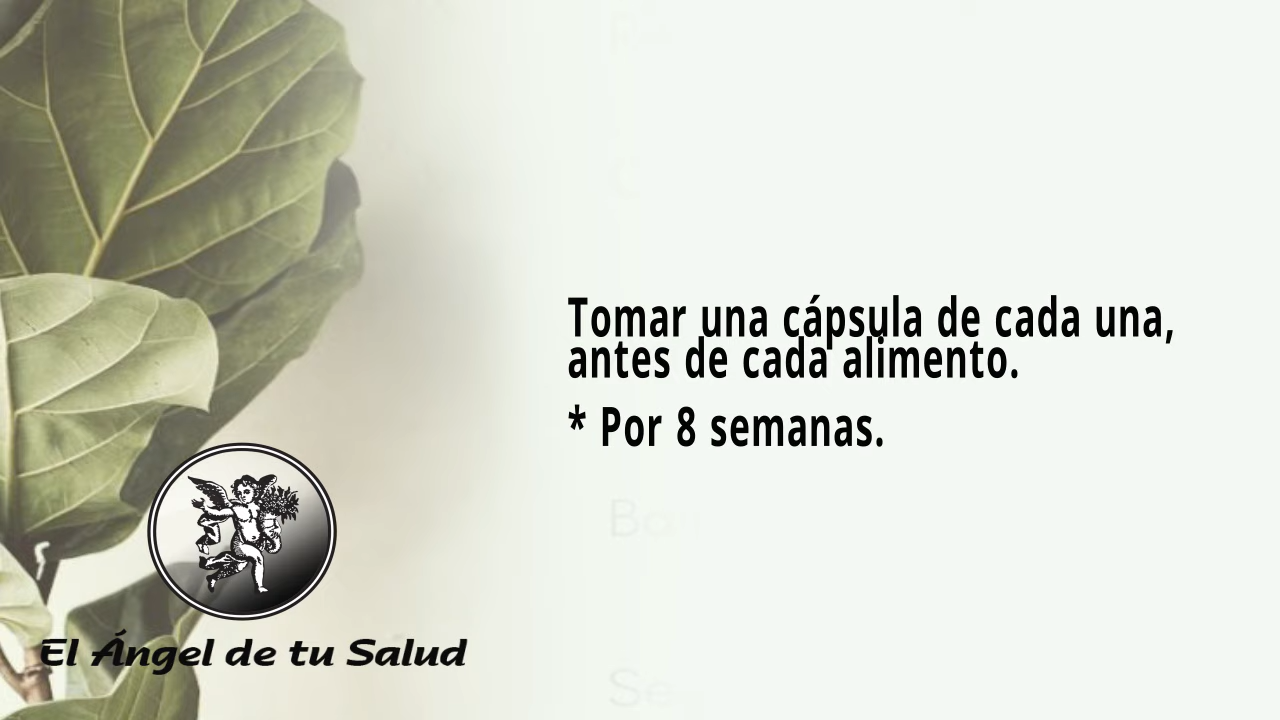 Tomar una cápsula de cada una,
antes de cada alimento.
* Por 8 semanas.
El Ángel de tu Salud